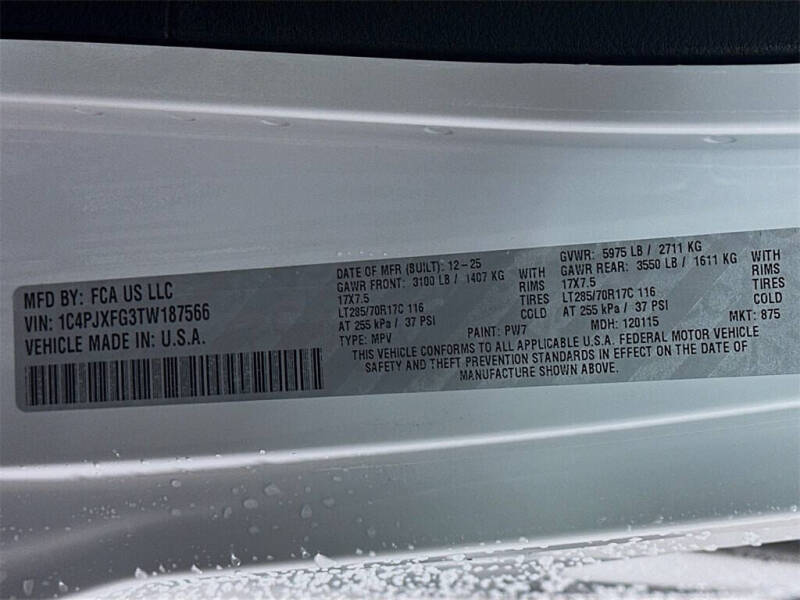 MFD BY: FCA US LLC
VIN: 1C4PJXFG3TW187566
VEHICLE MADE IN: U.S.A.
DATE OF MFR (BUILT): 12-25
GAWR FRONT: 3100 LB / 1407 KG WITH
17X7.5 RIMS
LT285/70R17C 116 TIRES
AT 255 kPa / 37 PSI COLD
TYPE: MPV PAINT: PW7
GVWR: 5975 LB / 2711 KG
GAWR REAR: 3550 LB / 1611 KG WITH
17X7.5 RIMS
LT285/70R17C 116 TIRES
AT 255 kPa / 37 PSI COLD
MDH: 120115 MKT: 875
THIS VEHICLE CONFORMS TO ALL APPLICABLE U.S.A. FEDERAL MOTOR VEHICLE
SAFETY AND THEFT PREVENTION STANDARDS IN EFFECT ON THE DATE OF
MANUFACTURE SHOWN ABOVE.